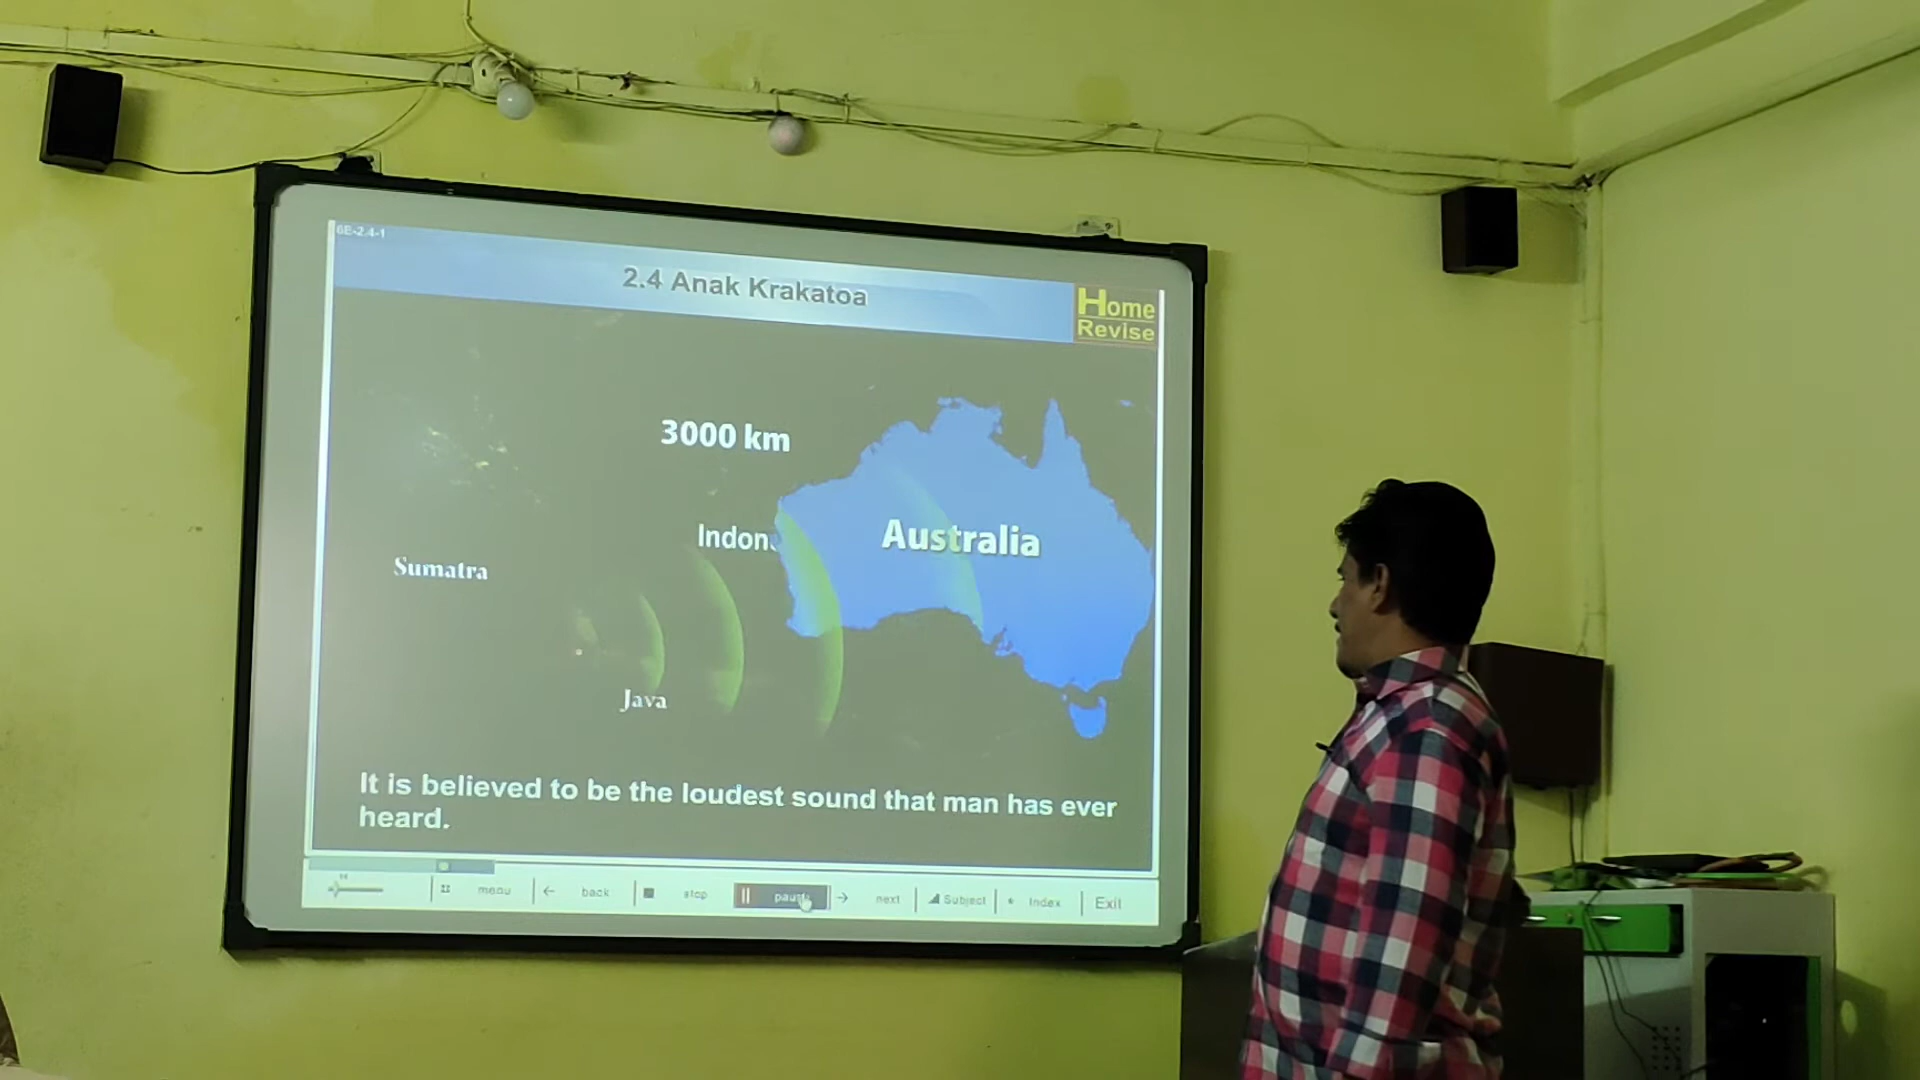 6E-2.4-1
2.4 Anak Krakatoa
Home
Revise
3000 km
Indon
Australia
Sumatra
Java
It is believed to be the loudest sound that man has ever
heard.
menu back stop pause next Subject Index Exit